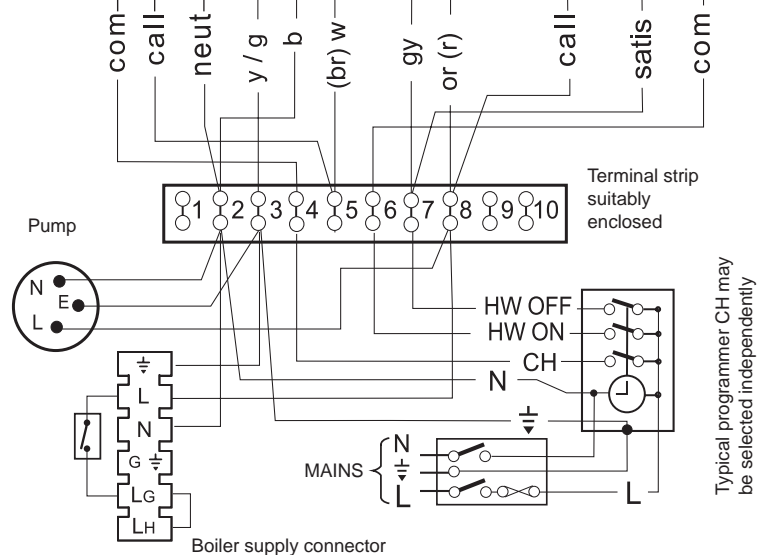 com
call
neut
y / g
b
(br) w
gy
or (r)
call
satis
com
1 2 3 4 5 6 7 8 9 10
Terminal strip
suitably
enclosed
Pump
N
E
L
HW OFF
HW ON
CH
N
L
N
G
LG
LH
MAINS
N
L
L
Boiler supply connector
Typical programmer CH may
be selected independently